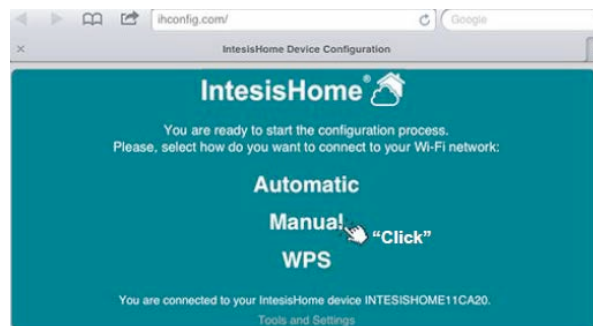 ihconfig.com/
Google
IntesisHome Device Configuration
IntesisHome®
You are ready to start the configuration process.
Please, select how do you want to connect to your Wi-Fi network:
Automatic
Manual
“Click”
WPS
You are connected to your IntesisHome device INTESISHOME11CA20.
Tools and Settings